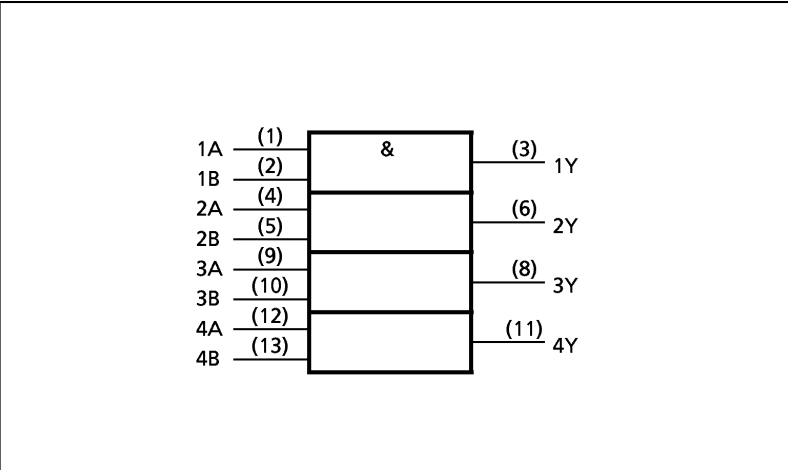 1A (1) & (3) 1Y
1B (2)
2A (4) (6) 2Y
2B (5)
3A (9) (8) 3Y
3B (10)
4A (12) (11) 4Y
4B (13)